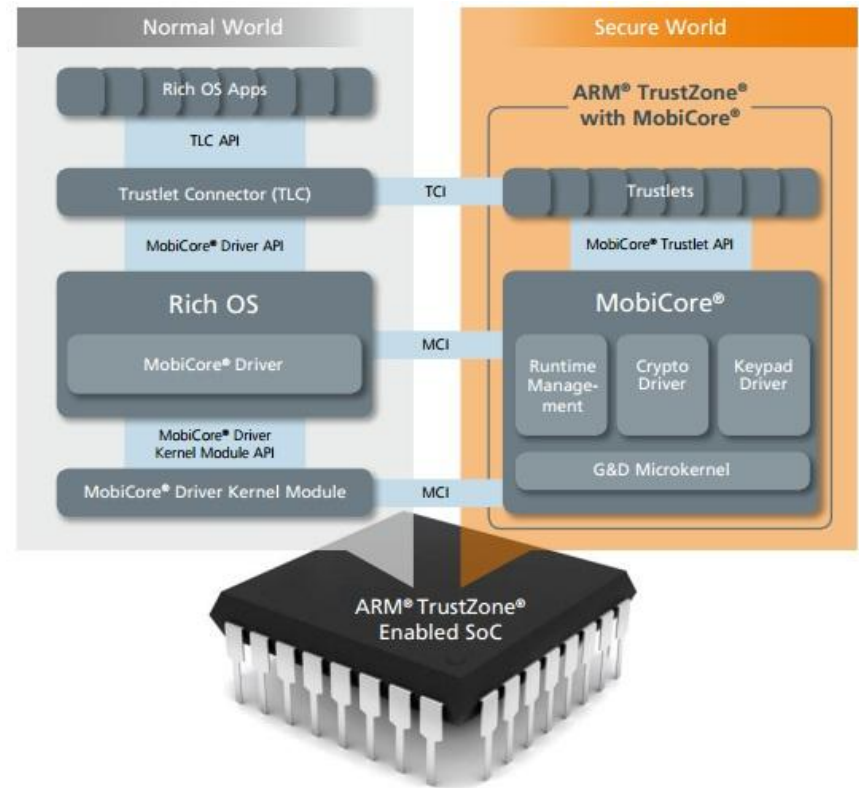 Normal World
Secure World
Rich OS Apps
TLC API
Trustlet Connector (TLC)
MobiCore® Driver API
Rich OS
MobiCore® Driver
MobiCore® Driver
Kernel Module API
MobiCore® Driver Kernel Module
TCI
MCI
MCI
ARM® TrustZone®
with MobiCore®
Trustlets
MobiCore® Trustlet API
MobiCore®
Runtime
Manage-
ment
Crypto
Driver
Keypad
Driver
G&D Microkernel
ARM® TrustZone®
Enabled SoC